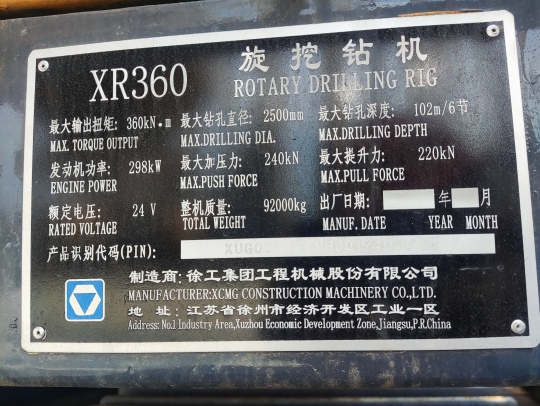 XR360 旋挖钻机
ROTARY DRILLING RIG
最大输出扭矩: 360kN·m 最大钻孔直径: 2500mm 最大钻孔深度: 102m/6节
MAX. TORQUE OUTPUT MAX.DRILLING DIA. MAX.DRILLING DEPTH
发动机功率: 298kW 最大加压力: 240kN 最大提升力: 220kN
ENGINE POWER MAX.PUSH FORCE MAX.PULL FORCE
额定电压: 24 V 整机质量: 92000kg 出厂日期: 年 月
RATED VOLTAGE TOTAL WEIGHT MANUF. DATE YEAR MONTH
产品识别代码(PIN): XUG0
制造商: 徐工集团工程机械股份有限公司
MANUFACTURER:XCMG CONSTRUCTION MACHINERY CO.,LTD.
地 址: 江苏省徐州市经济开发区工业一区
Address: No.1 Industry Area,Xuzhou Economic Development Zone,Jiangsu,P.R.China